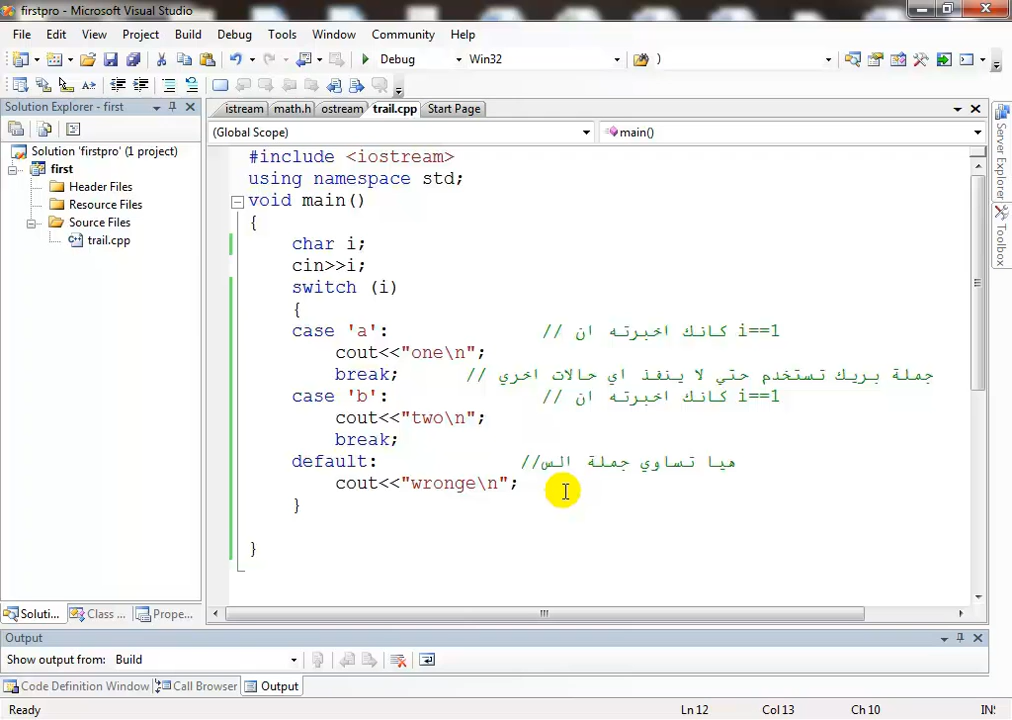 firstpro - Microsoft Visual Studio
File Edit View Project Build Debug Tools Window Community Help
Debug Win32 )
Solution Explorer - first
istream math.h ostream trail.cpp Start Page
(Global Scope) main()
Solution 'firstpro' (1 project)
first
Header Files
Resource Files
Source Files
trail.cpp
#include <iostream>
using namespace std;
void main()
{
char i;
cin>>i;
switch (i)
{
case 'a': // كانك اخبرته ان i==1
cout<<"one\n";
break; // جملة بريك تستخدم حتي لا ينفذ اي حالات اخري
case 'b': // كانك اخبرته ان i==1
cout<<"two\n";
break;
default: //هيا تساوي جملة الس
cout<<"wronge\n";
}
}
Server Explorer
Toolbox
Soluti... Class ... Prope...
Output
Show output from: Build
Code Definition Window Call Browser Output
Ready Ln 12 Col 13 Ch 10 INS